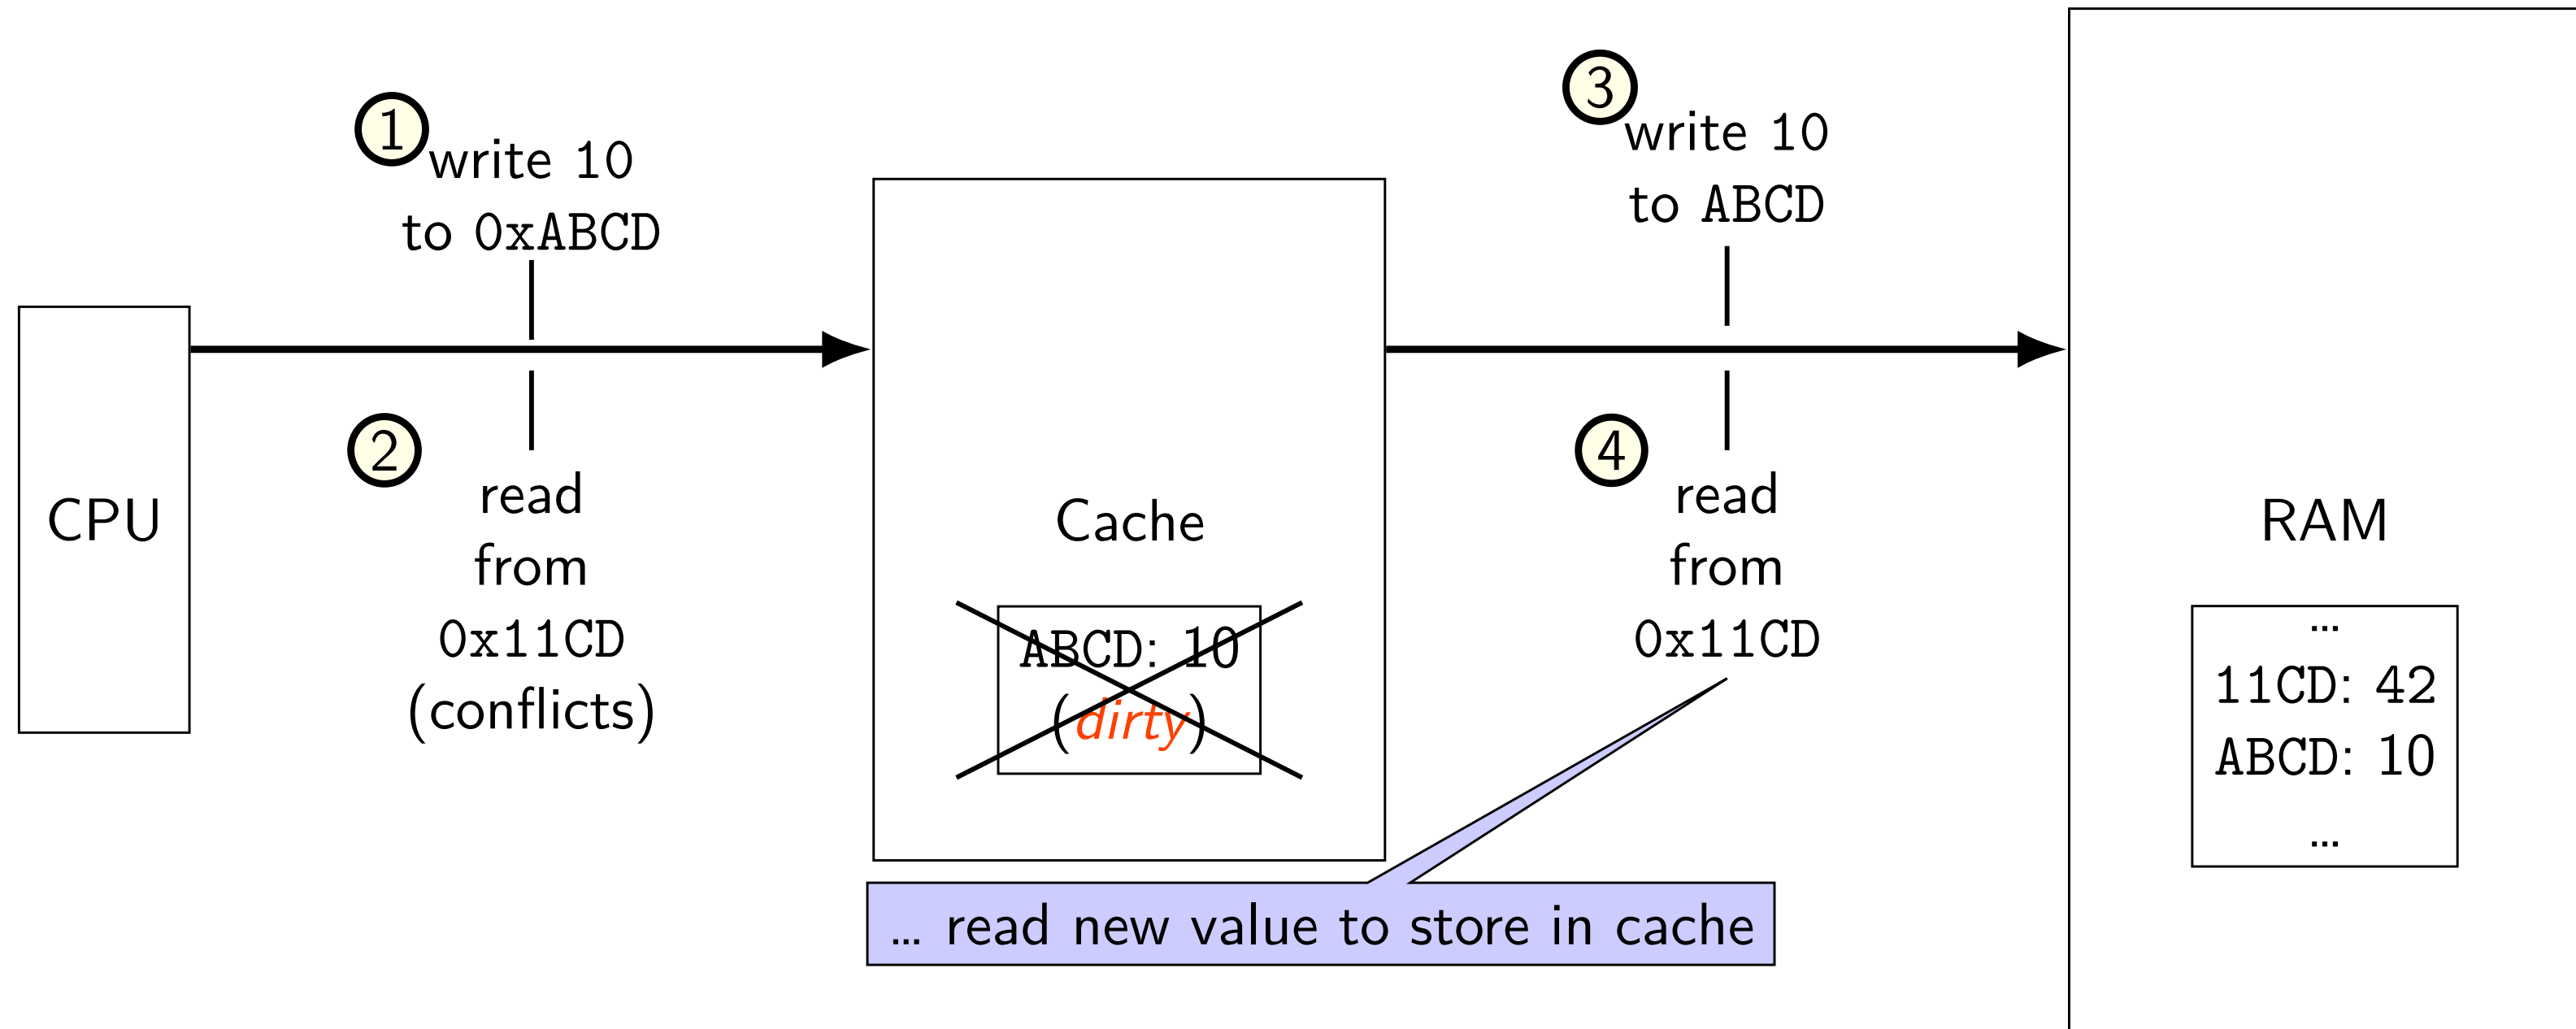 1
write 10
to 0xABCD
3
write 10
to ABCD
CPU
2
read
from
0x11CD
(conflicts)
Cache
ABCD: 10
(dirty)
4
read
from
0x11CD
RAM
...
11CD: 42
ABCD: 10
...
... read new value to store in cache